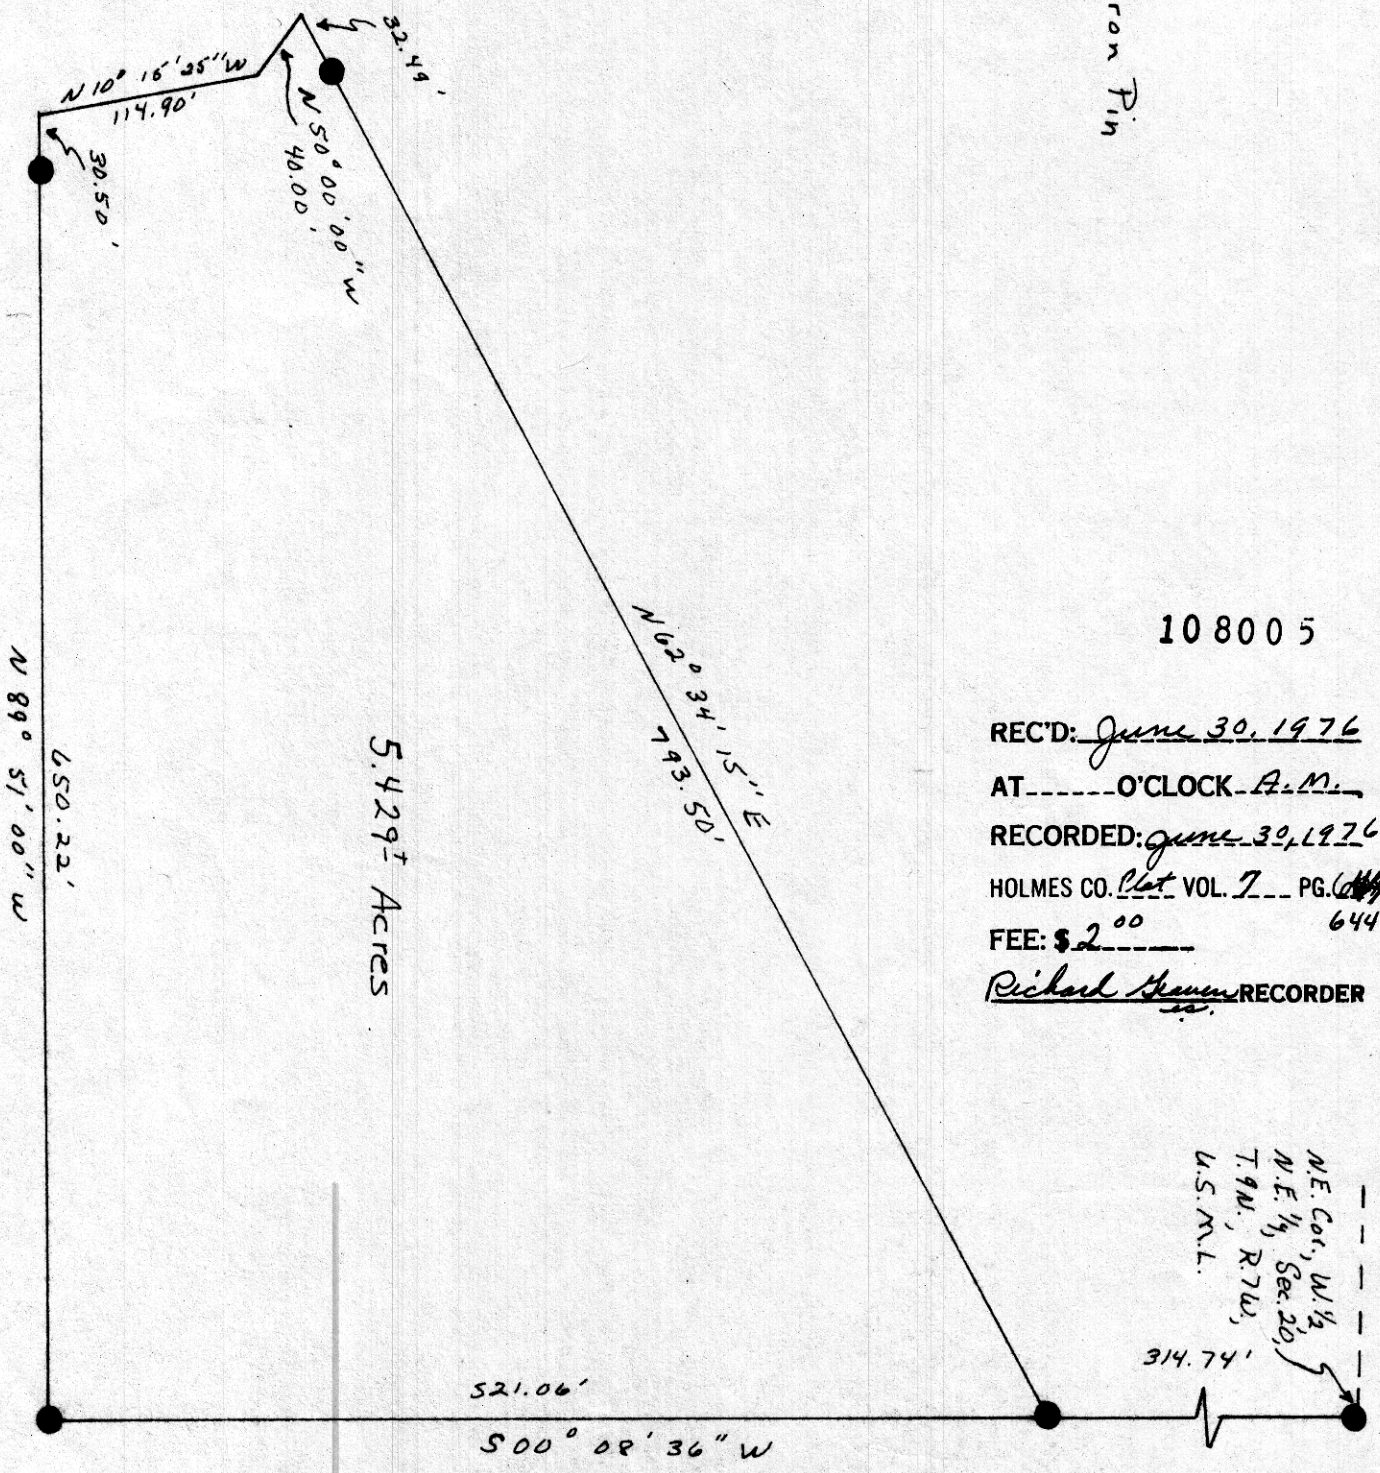 ron Pin
32.49'
N 10° 15' 25" W
114.90'
N 50° 00' 00" W
40.00'
30.50'
N 62° 34' 15" E
793.50'
5.429± Acres
650.22'
N 89° 51' 00" W
108005
REC'D: June 30, 1976
AT O'CLOCK A.M.
RECORDED: June 30, 1976
HOLMES CO. Plat VOL. 7 PG.
644
FEE: $ 2 00
Richard RECORDER
N.E. Cor., W. 1/2
N.E. 1/4, Sec. 20,
T.9N., R.7W.,
U.S.M.L.
314.74'
521.06'
S 00° 08' 36" W